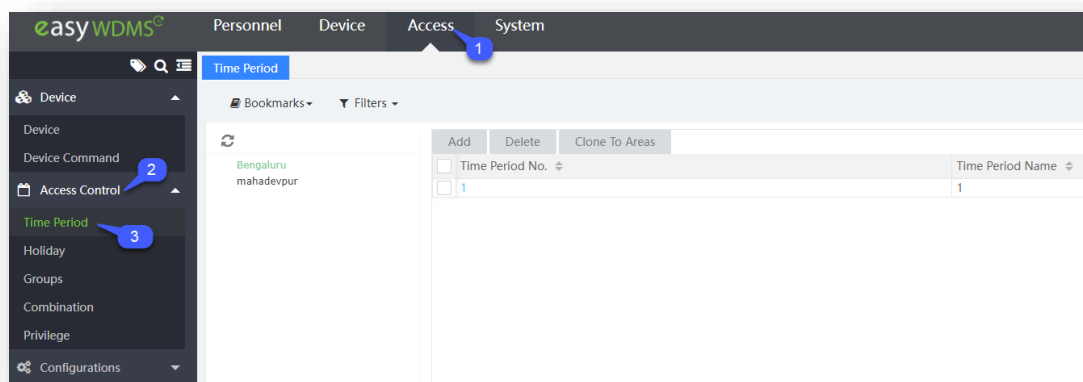 easy WDMS Personnel Device Access System
1
Time Period
Device
Bookmarks Filters
Device
Device Command
Add Delete Clone To Areas
Bengaluru
mahadevpur
Time Period No. Time Period Name
2
Access Control
1 1
Time Period
3
Holiday
Groups
Combination
Privilege
Configurations